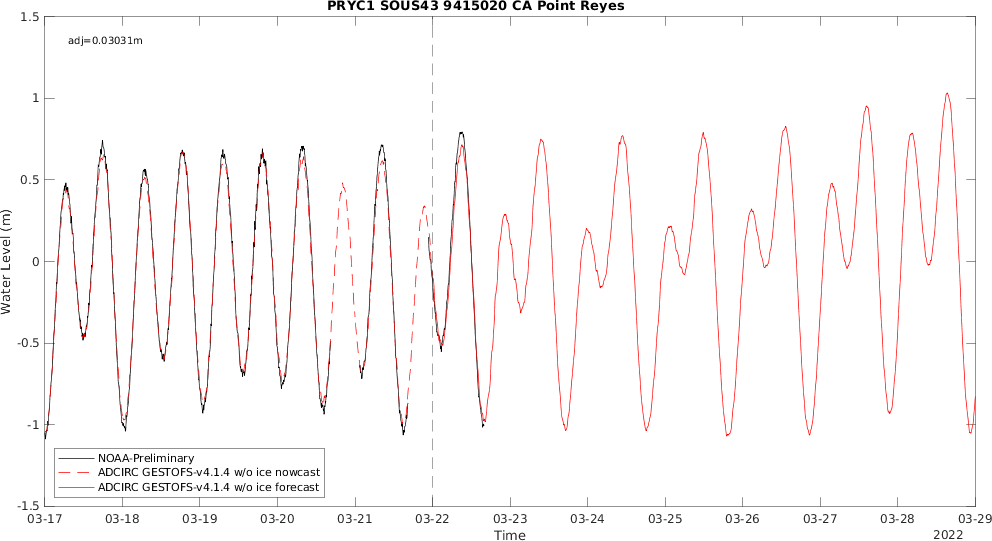 PRYC1 SOUS43 9415020 CA Point Reyes
adj=0.03031m
1.5
1
0.5
0
-0.5
-1
-1.5
Water Level (m)
NOAA-Preliminary
ADCIRC GESTOFS-v4.1.4 w/o ice nowcast
ADCIRC GESTOFS-v4.1.4 w/o ice forecast
03-17 03-18 03-19 03-20 03-21 03-22 03-23 03-24 03-25 03-26 03-27 03-28 03-29
Time
2022